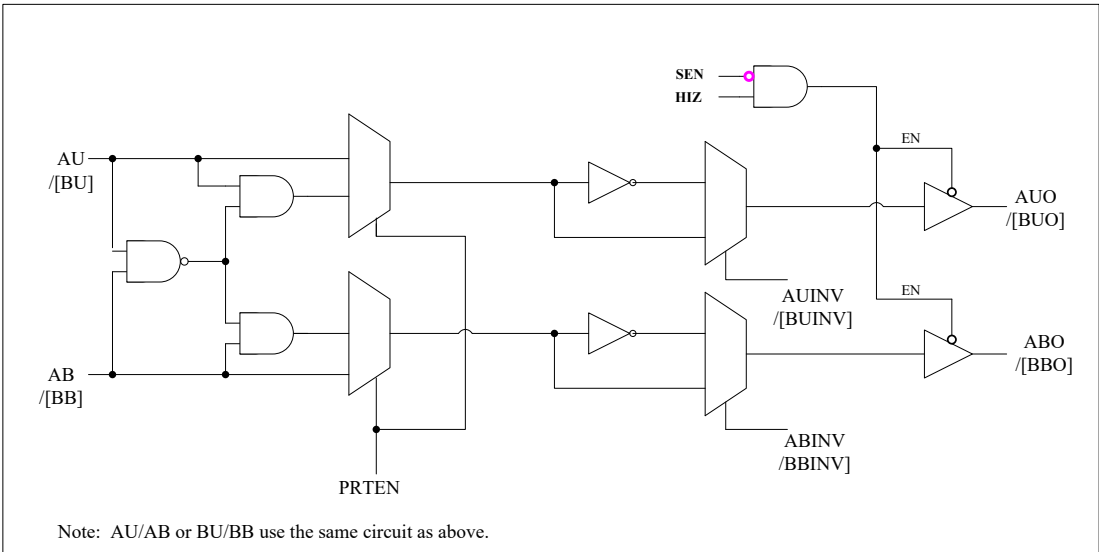 SEN
HIZ
EN
AU
/[BU]
AUO
/[BUO]
AUINV
/[BUINV]
EN
ABO
/[BBO]
AB
/[BB]
ABINV
/BBINV]
PRTEN
Note: AU/AB or BU/BB use the same circuit as above.